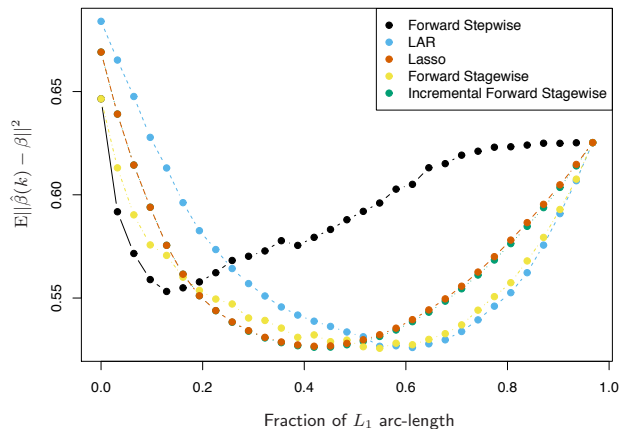 Forward Stepwise
LAR
Lasso
Forward Stagewise
Incremental Forward Stagewise
E||β̂(k) − β||²
0.65
0.60
0.55
0.0 0.2 0.4 0.6 0.8 1.0
Fraction of L₁ arc-length